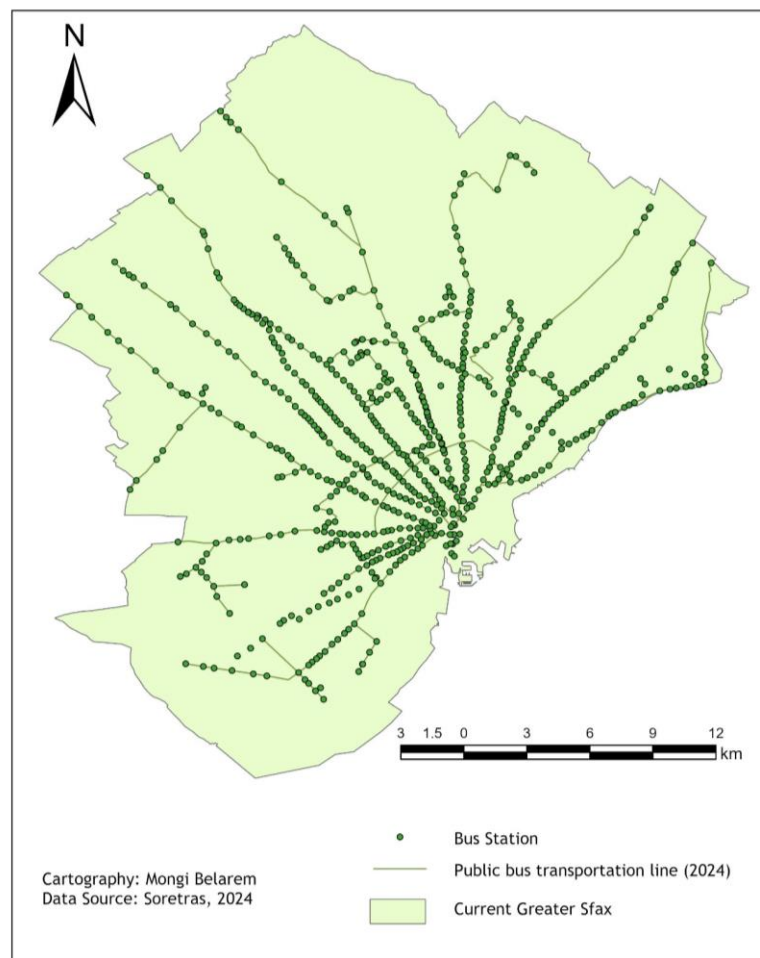 N
3 1.5 0 3 6 9 12
km
Bus Station
Public bus transportation line (2024)
Current Greater Sfax
Cartography: Mongi Belarem
Data Source: Soretras, 2024